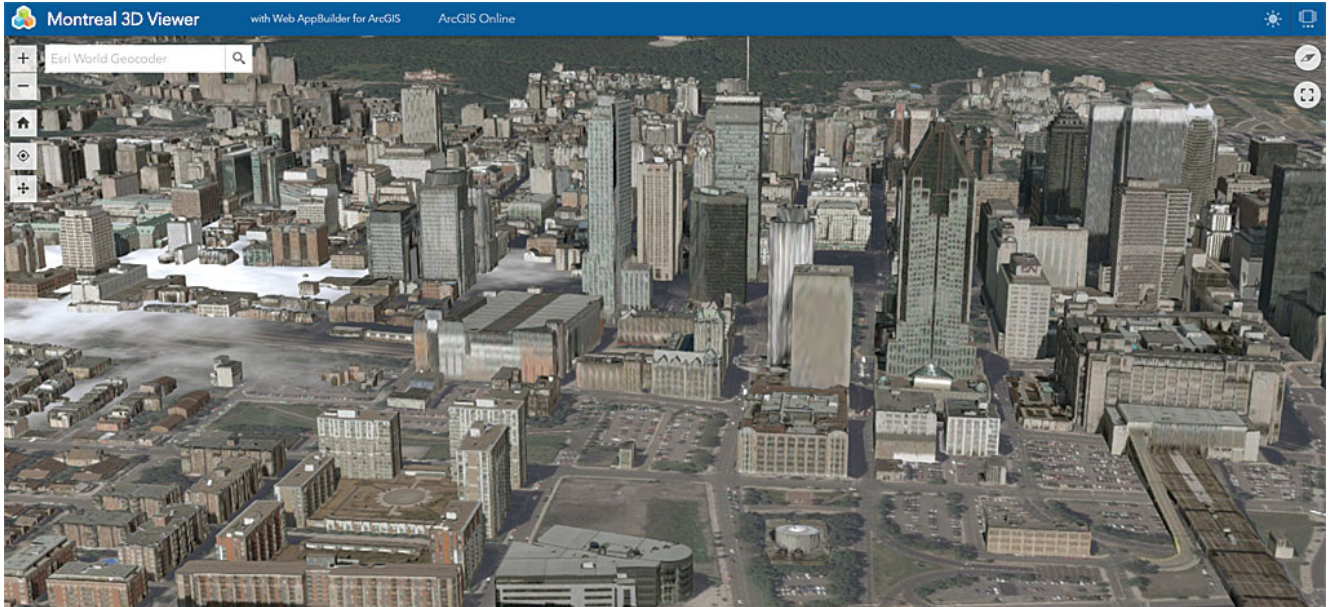 Montreal 3D Viewer with Web AppBuilder for ArcGIS ArcGIS Online
Esri World Geocoder